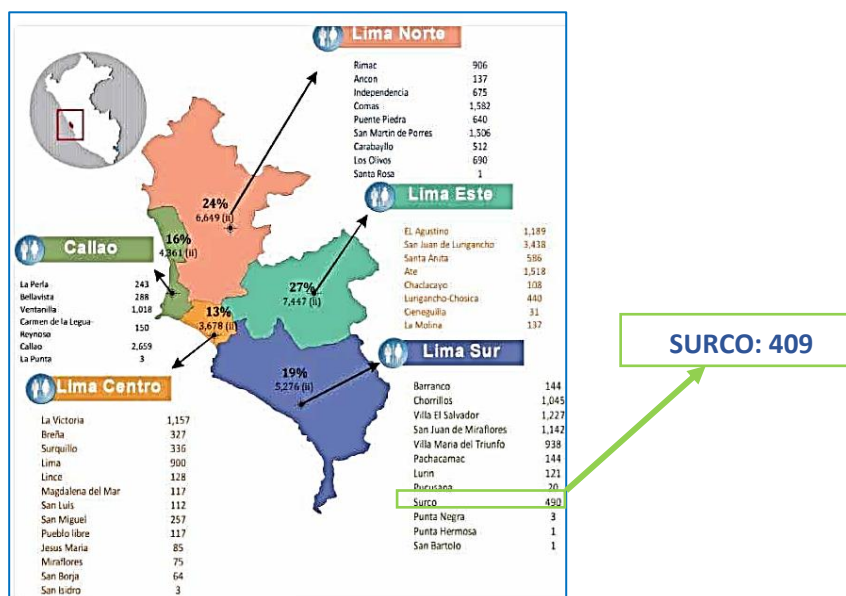 Lima Norte
Rimac 906
Ancon 137
Independencia 675
Comas 1,582
Puente Piedra 640
San Martin de Porres 1,506
Carabayllo 512
Los Olivos 690
Santa Rosa 1
24%
6,649 (ii)
Lima Este
EL Agustino 1,189
San Juan de Lurigancho 3,438
Santa Anita 586
Ate 1,518
Chaclacayo 108
Lurigancho-Chosica 440
Cieneguilla 31
La Molina 137
27%
7,447 (ii)
Callao
16%
4,361 (ii)
La Perla 243
Bellavista 288
Ventanilla 1,018
Carmen de la Legua-
Reynoso 150
Callao 2,659
La Punta 3
13%
3,678 (ii)
Lima Centro
La Victoria 1,157
Breña 327
Surquillo 336
Lima 900
Lince 128
Magdalena del Mar 117
San Luis 112
San Miguel 257
Pueblo libre 117
Jesus Maria 85
Miraflores 75
San Borja 64
San Isidro 3
19%
5,276 (ii)
Lima Sur
Barranco 144
Chorrillos 1,045
Villa El Salvador 1,227
San Juan de Miraflores 1,142
Villa Maria del Triunfo 938
Pachacamac 144
Lurin 121
Pucusana 20
Surco 490
Punta Negra 3
Punta Hermosa 1
San Bartolo 1
SURCO: 409